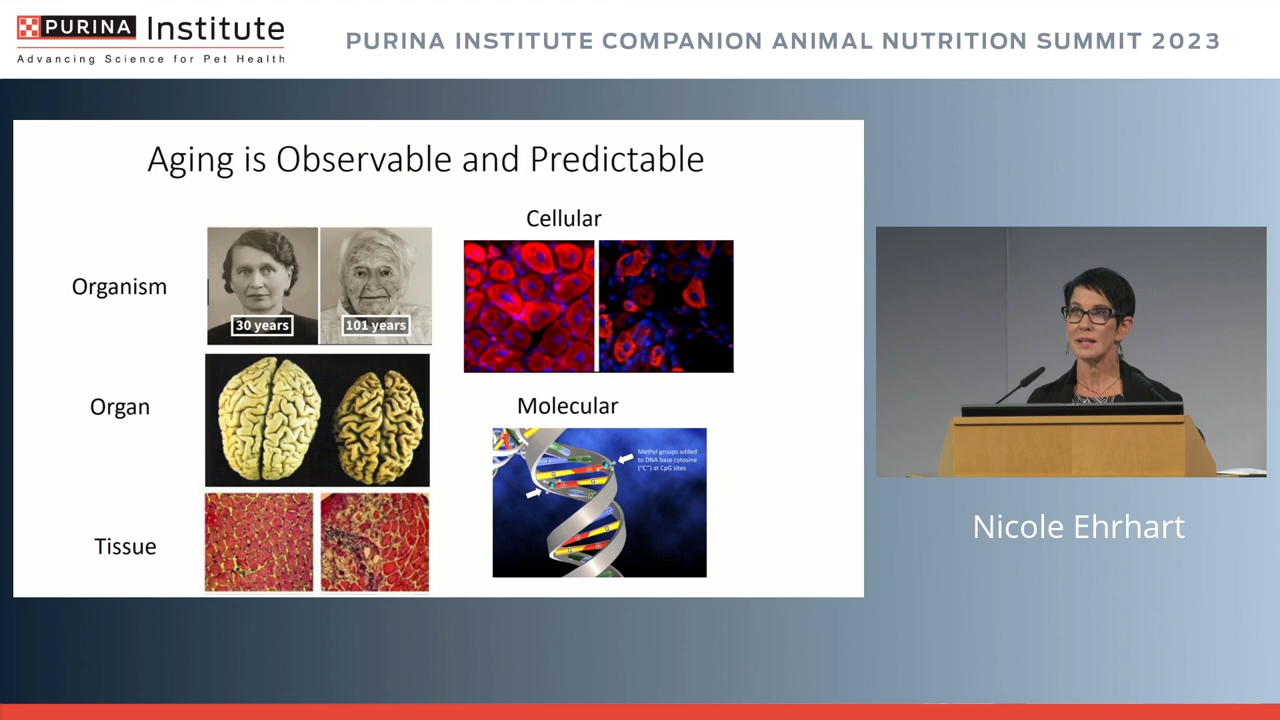 PURINA Institute
Advancing Science for Pet Health
PURINA INSTITUTE COMPANION ANIMAL NUTRITION SUMMIT 2023
Aging is Observable and Predictable
Organism
30 years
101 years
Organ
Tissue
Cellular
Molecular
Methyl groups added
to DNA base cytosine
("C") at CpG sites
Nicole Ehrhart